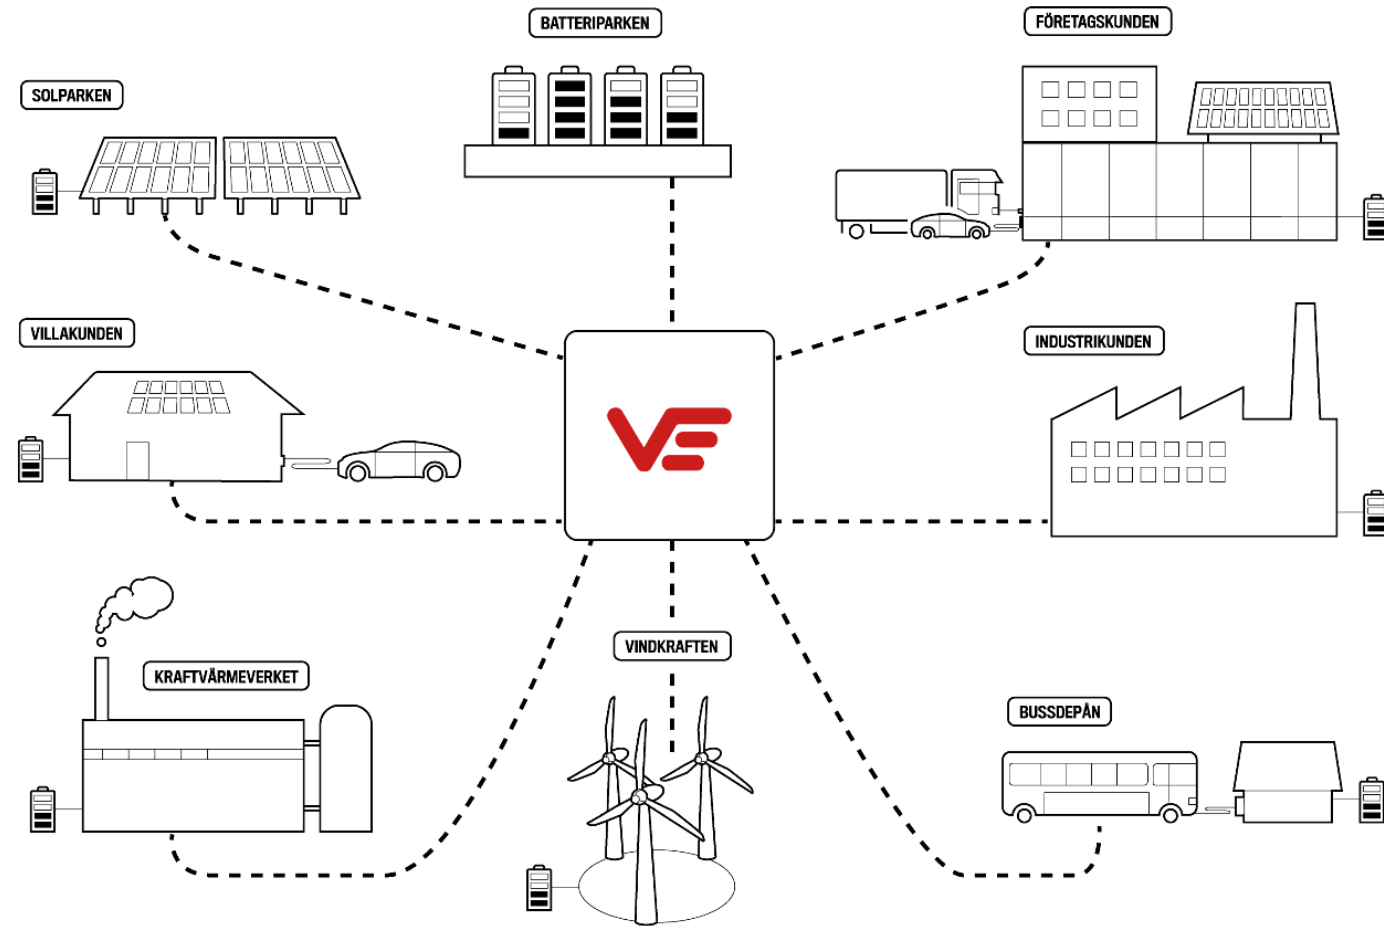 BATTERIPARKEN
FÖRETAGSKUNDEN
SOLPARKEN
VILLAKUNDEN
INDUSTRIKUNDEN
VE
KRAFTVÄRMEVERKET
VINDKRAFTEN
BUSSDEPÅN